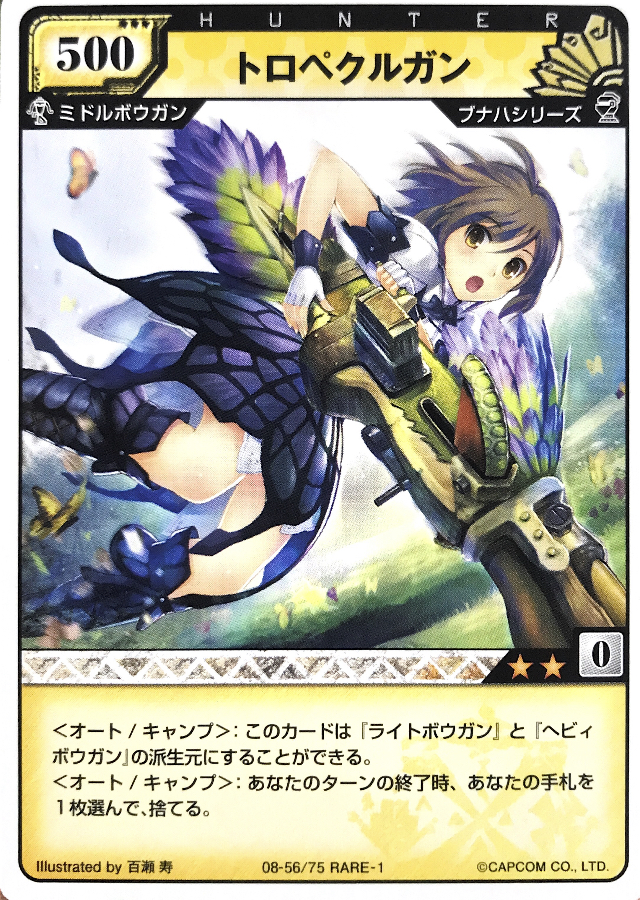 HUNTER
500
トロペクルガン
ミドルボウガン
ブナハシリーズ
0
<オート / キャンプ>：このカードは『ライトボウガン』と『ヘビィ
ボウガン』の派生元にすることができる。
<オート / キャンプ>：あなたのターンの終了時、あなたの手札を
1枚選んで、捨てる。
Illustrated by 百瀬 寿
08-56/75 RARE-1
©CAPCOM CO., LTD.